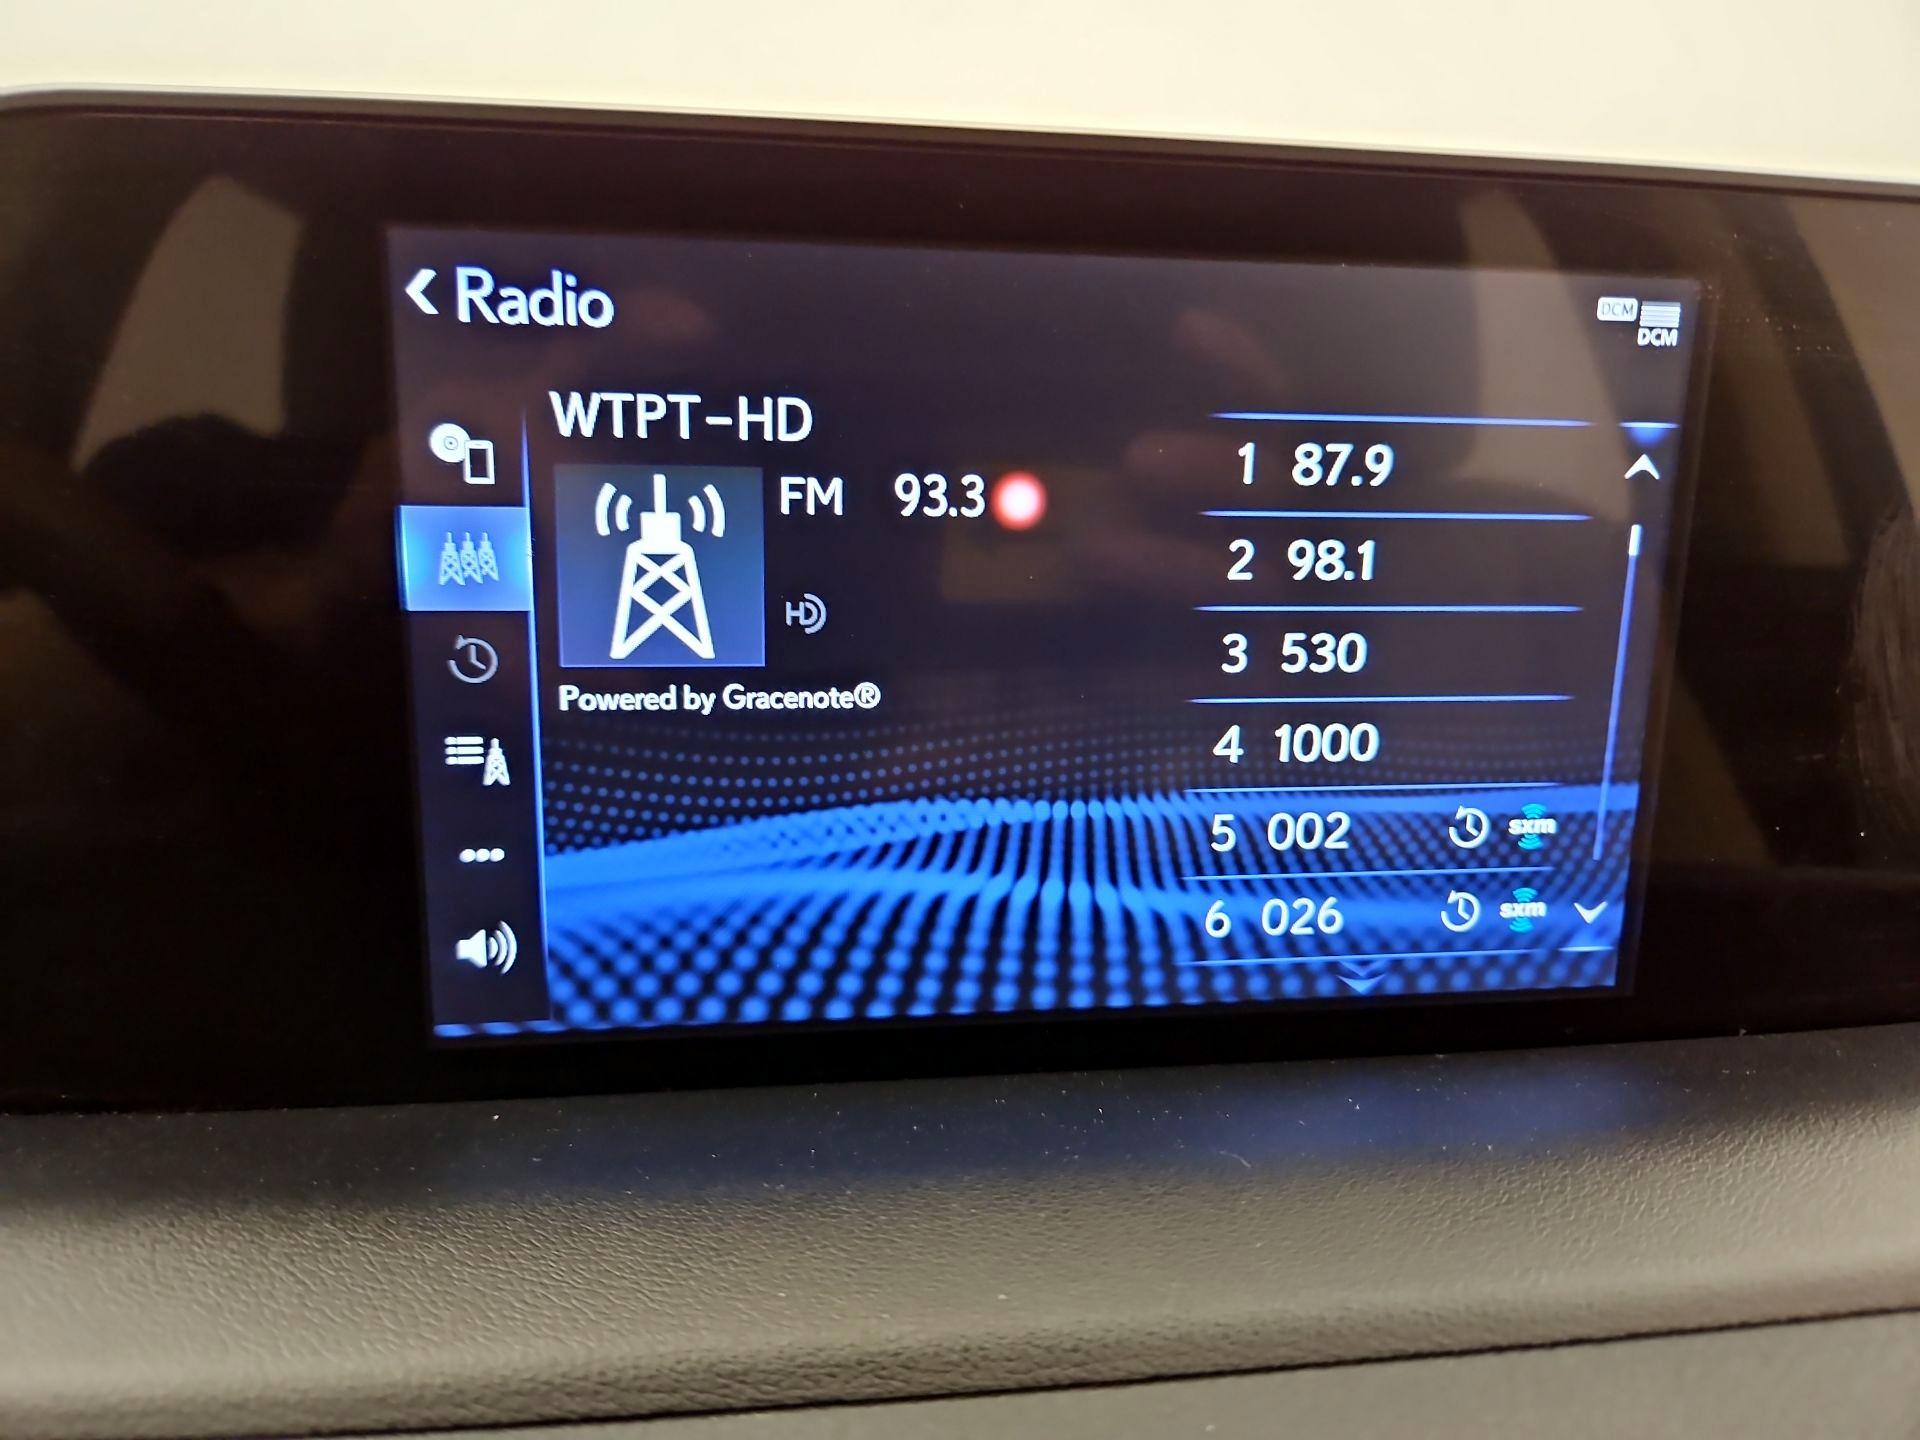 Radio
DCM
DCM
WTPT-HD
FM 93.3
HD
Powered by Gracenote®
1 87.9
2 98.1
3 530
4 1000
5 002 sxm
6 026 sxm